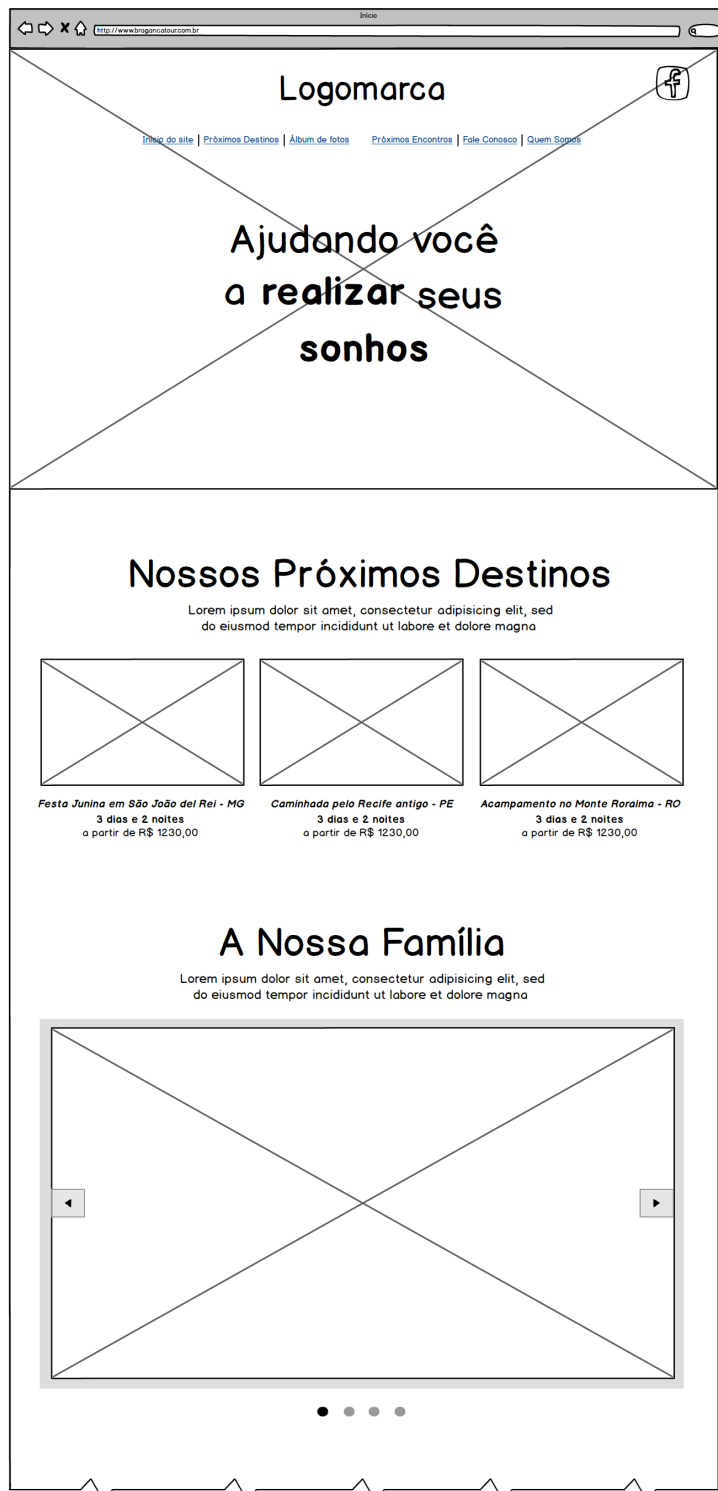 Início
http://www.bragancatour.com.br
Logomarca
f
Início do site | Próximos Destinos | Álbum de fotos Próximos Encontros | Fale Conosco | Quem Somos
Ajudando você
a realizar seus
sonhos
Nossos Próximos Destinos
Lorem ipsum dolor sit amet, consectetur adipisicing elit, sed
do eiusmod tempor incididunt ut labore et dolore magna
Festa Junina em São João del Rei - MG
3 dias e 2 noites
a partir de R$ 1230,00
Caminhada pelo Recife antigo - PE
3 dias e 2 noites
a partir de R$ 1230,00
Acampamento no Monte Roraima - RO
3 dias e 2 noites
a partir de R$ 1230,00
A Nossa Família
Lorem ipsum dolor sit amet, consectetur adipisicing elit, sed
do eiusmod tempor incididunt ut labore et dolore magna